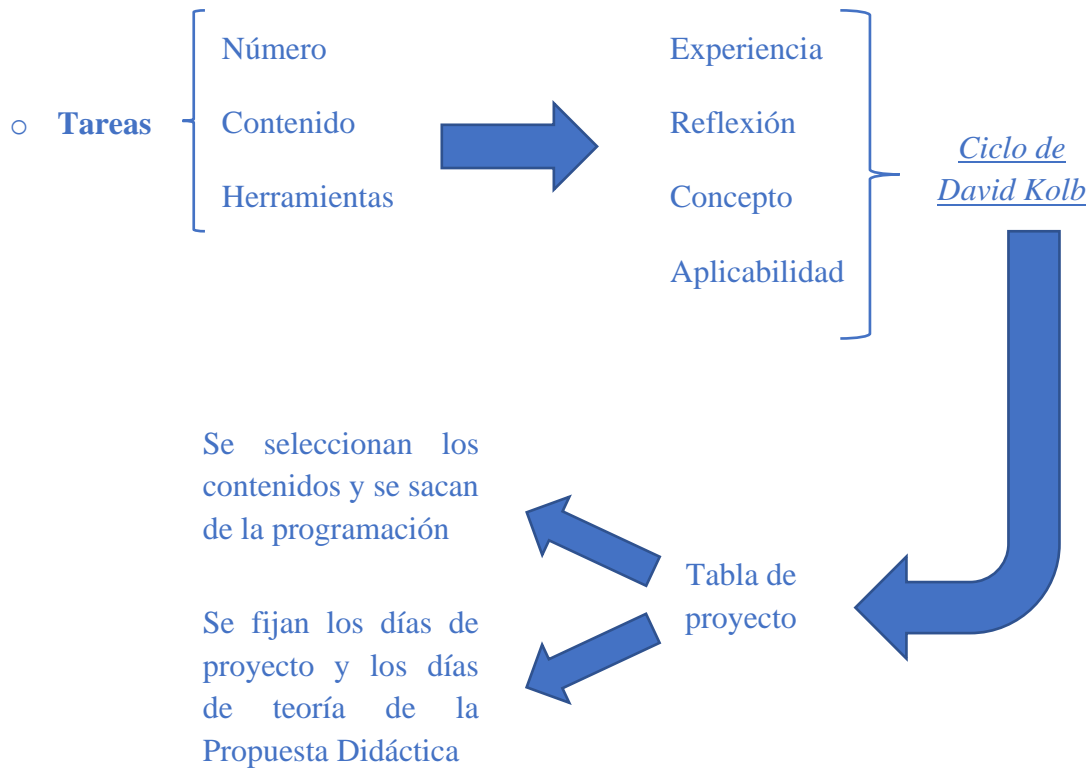 Número
Contenido
Herramientas
○ Tareas
Experiencia
Reflexión
Concepto
Aplicabilidad
Ciclo de
David Kolb
Se seleccionan los
contenidos y se sacan
de la programación
Tabla de
proyecto
Se fijan los días de
proyecto y los días
de teoría de la
Propuesta Didáctica